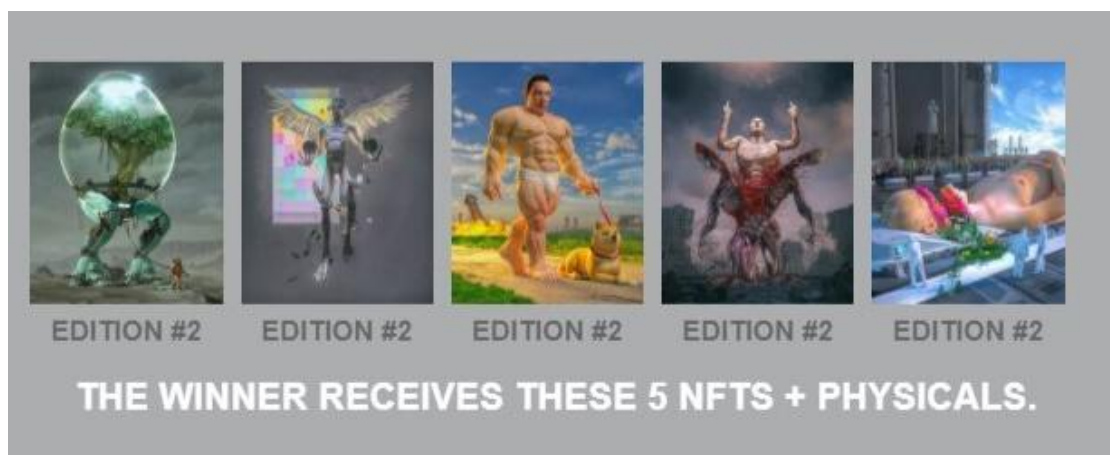 EDITION #2 EDITION #2 EDITION #2 EDITION #2 EDITION #2
THE WINNER RECEIVES THESE 5 NFTS + PHYSICALS.